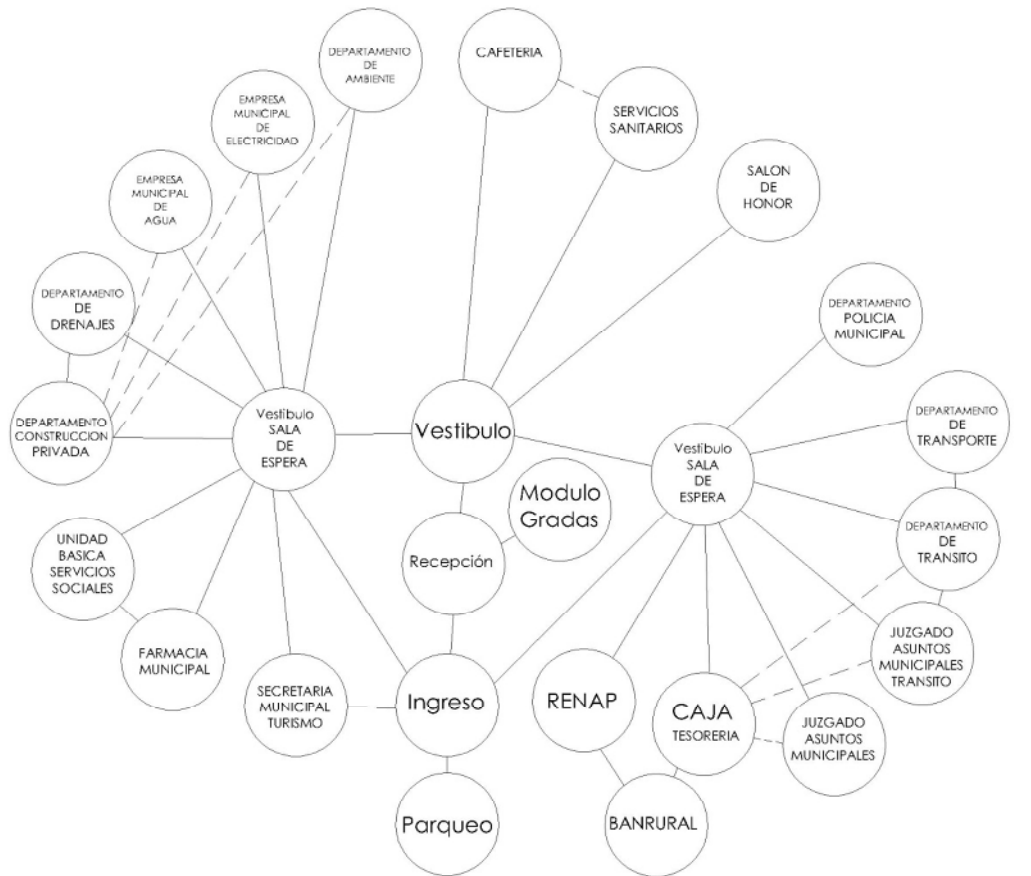 DEPARTAMENTO
DE
AMBIENTE
CAFETERIA
EMPRESA
MUNICIPAL
DE
ELECTRICIDAD
SERVICIOS
SANITARIOS
EMPRESA
MUNICIPAL
DE
AGUA
SALON
DE
HONOR
DEPARTAMENTO
DE
DRENAJES
DEPARTAMENTO
POLICIA
MUNICIPAL
DEPARTAMENTO
CONSTRUCCION
PRIVADA
Vestíbulo
SALA
DE
ESPERA
Vestibulo
Vestíbulo
SALA
DE
ESPERA
DEPARTAMENTO
DE
TRANSPORTE
Modulo
Gradas
DEPARTAMENTO
DE
TRANSITO
UNIDAD
BASICA
SERVICIOS
SOCIALES
Recepción
FARMACIA
MUNICIPAL
JUZGADO
ASUNTOS
MUNICIPALES
TRANSITO
SECRETARIA
MUNICIPAL
TURISMO
Ingreso
RENAP
CAJA
TESORERIA
JUZGADO
ASUNTOS
MUNICIPALES
Parqueo
BANRURAL